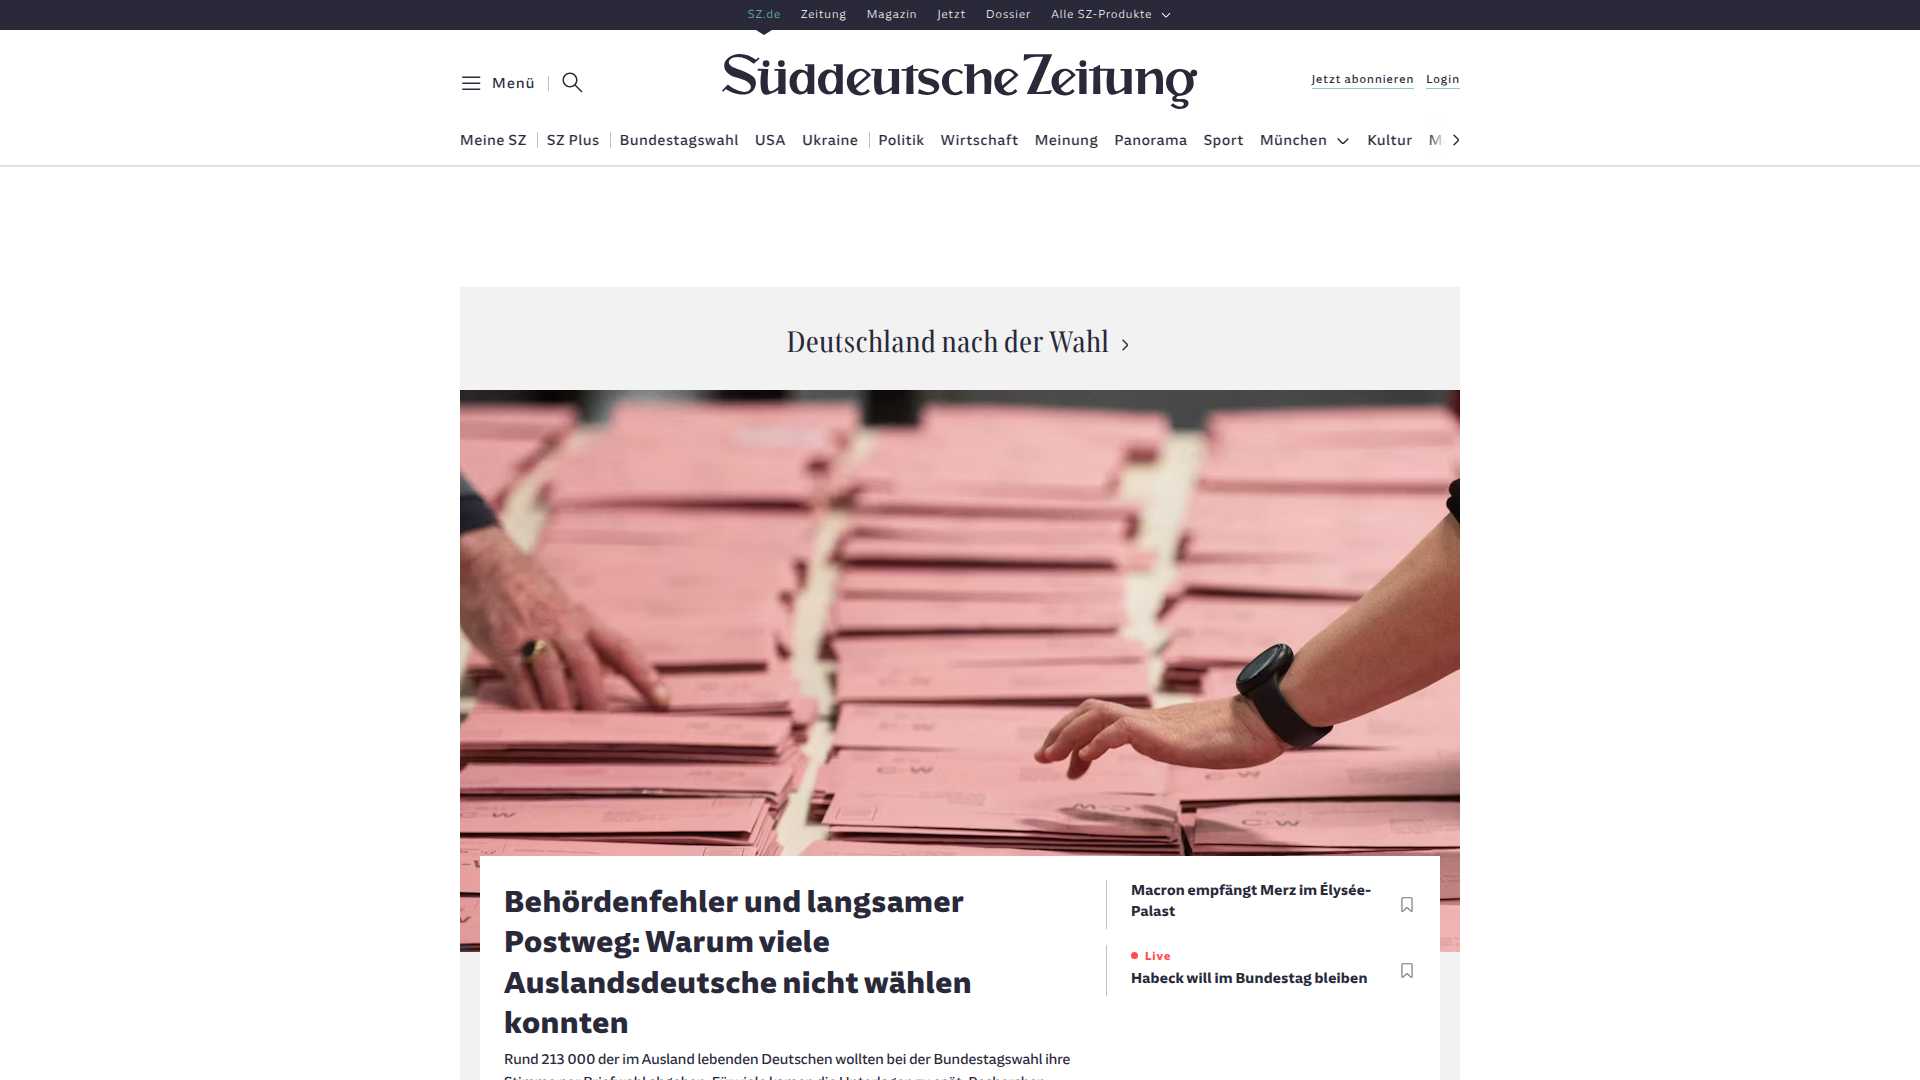 SZ.de Zeitung Magazin Jetzt Dossier Alle SZ-Produkte
Menü
Süddeutsche Zeitung
Jetzt abonnieren Login
Meine SZ SZ Plus Bundestagswahl USA Ukraine Politik Wirtschaft Meinung Panorama Sport München Kultur M
Deutschland nach der Wahl
Behördenfehler und langsamer
Postweg: Warum viele
Auslandsdeutsche nicht wählen
konnten
Rund 213 000 der im Ausland lebenden Deutschen wollten bei der Bundestagswahl ihre
Macron empfängt Merz im Élysée-
Palast
Live
Habeck will im Bundestag bleiben